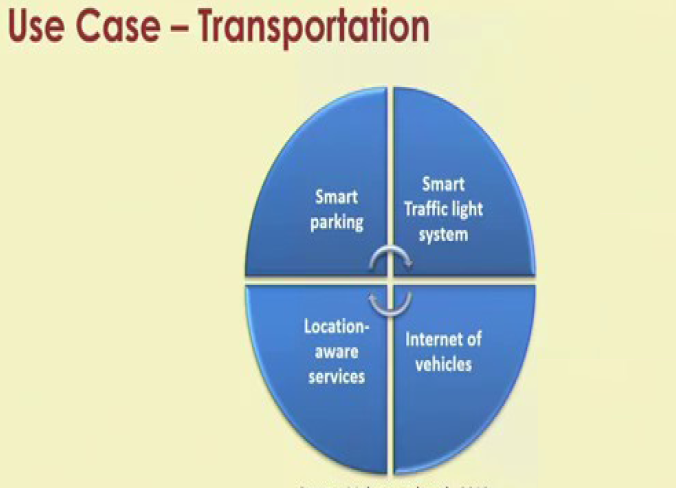 Use Case – Transportation
Smart
parking
Smart
Traffic light
system
Location-
aware
services
Internet of
vehicles